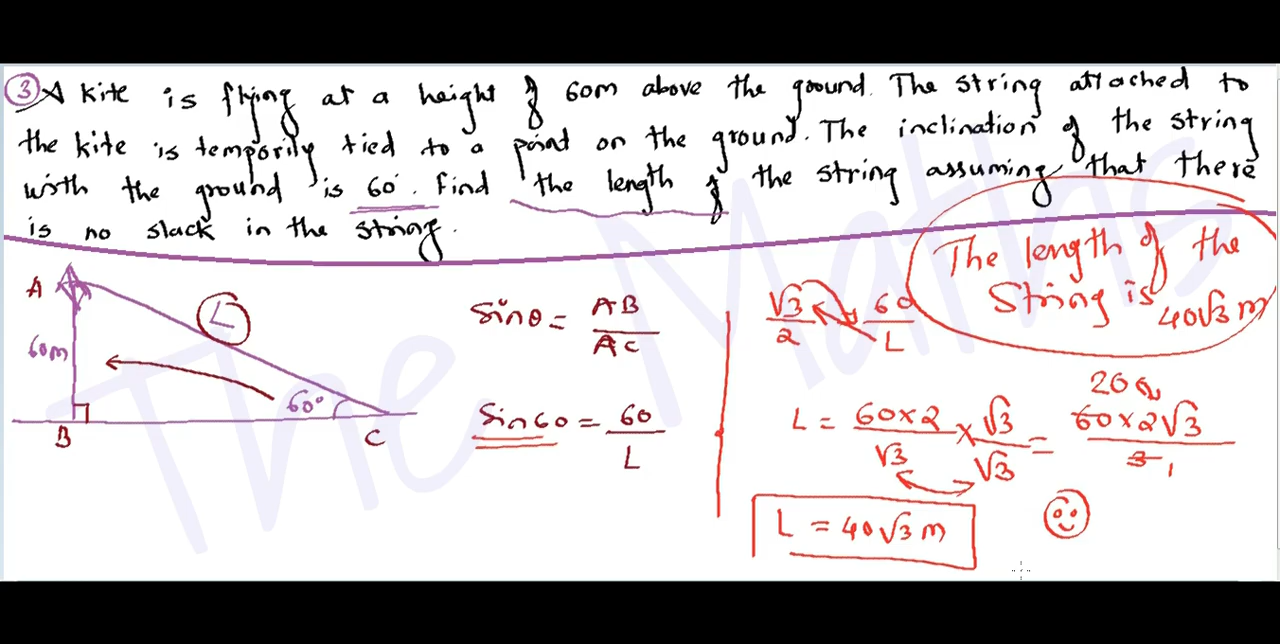 ③ A kite is flying at a height of 60m above the ground. The string attached to
the kite is temporily tied to a point on the ground. The inclination of the string
with the ground is 60°. Find the length of the string assuming that there
is no slack in the string.
The length of the
String is 40√3 m
A
L
60m
60°
B
C
Sinθ = AB / AC
Sin60 = 60 / L
√3/2 = 60/L
L = 60×2/√3 × √3/√3 = 60×2√3/3
20
1
L = 40√3 m
The Maths